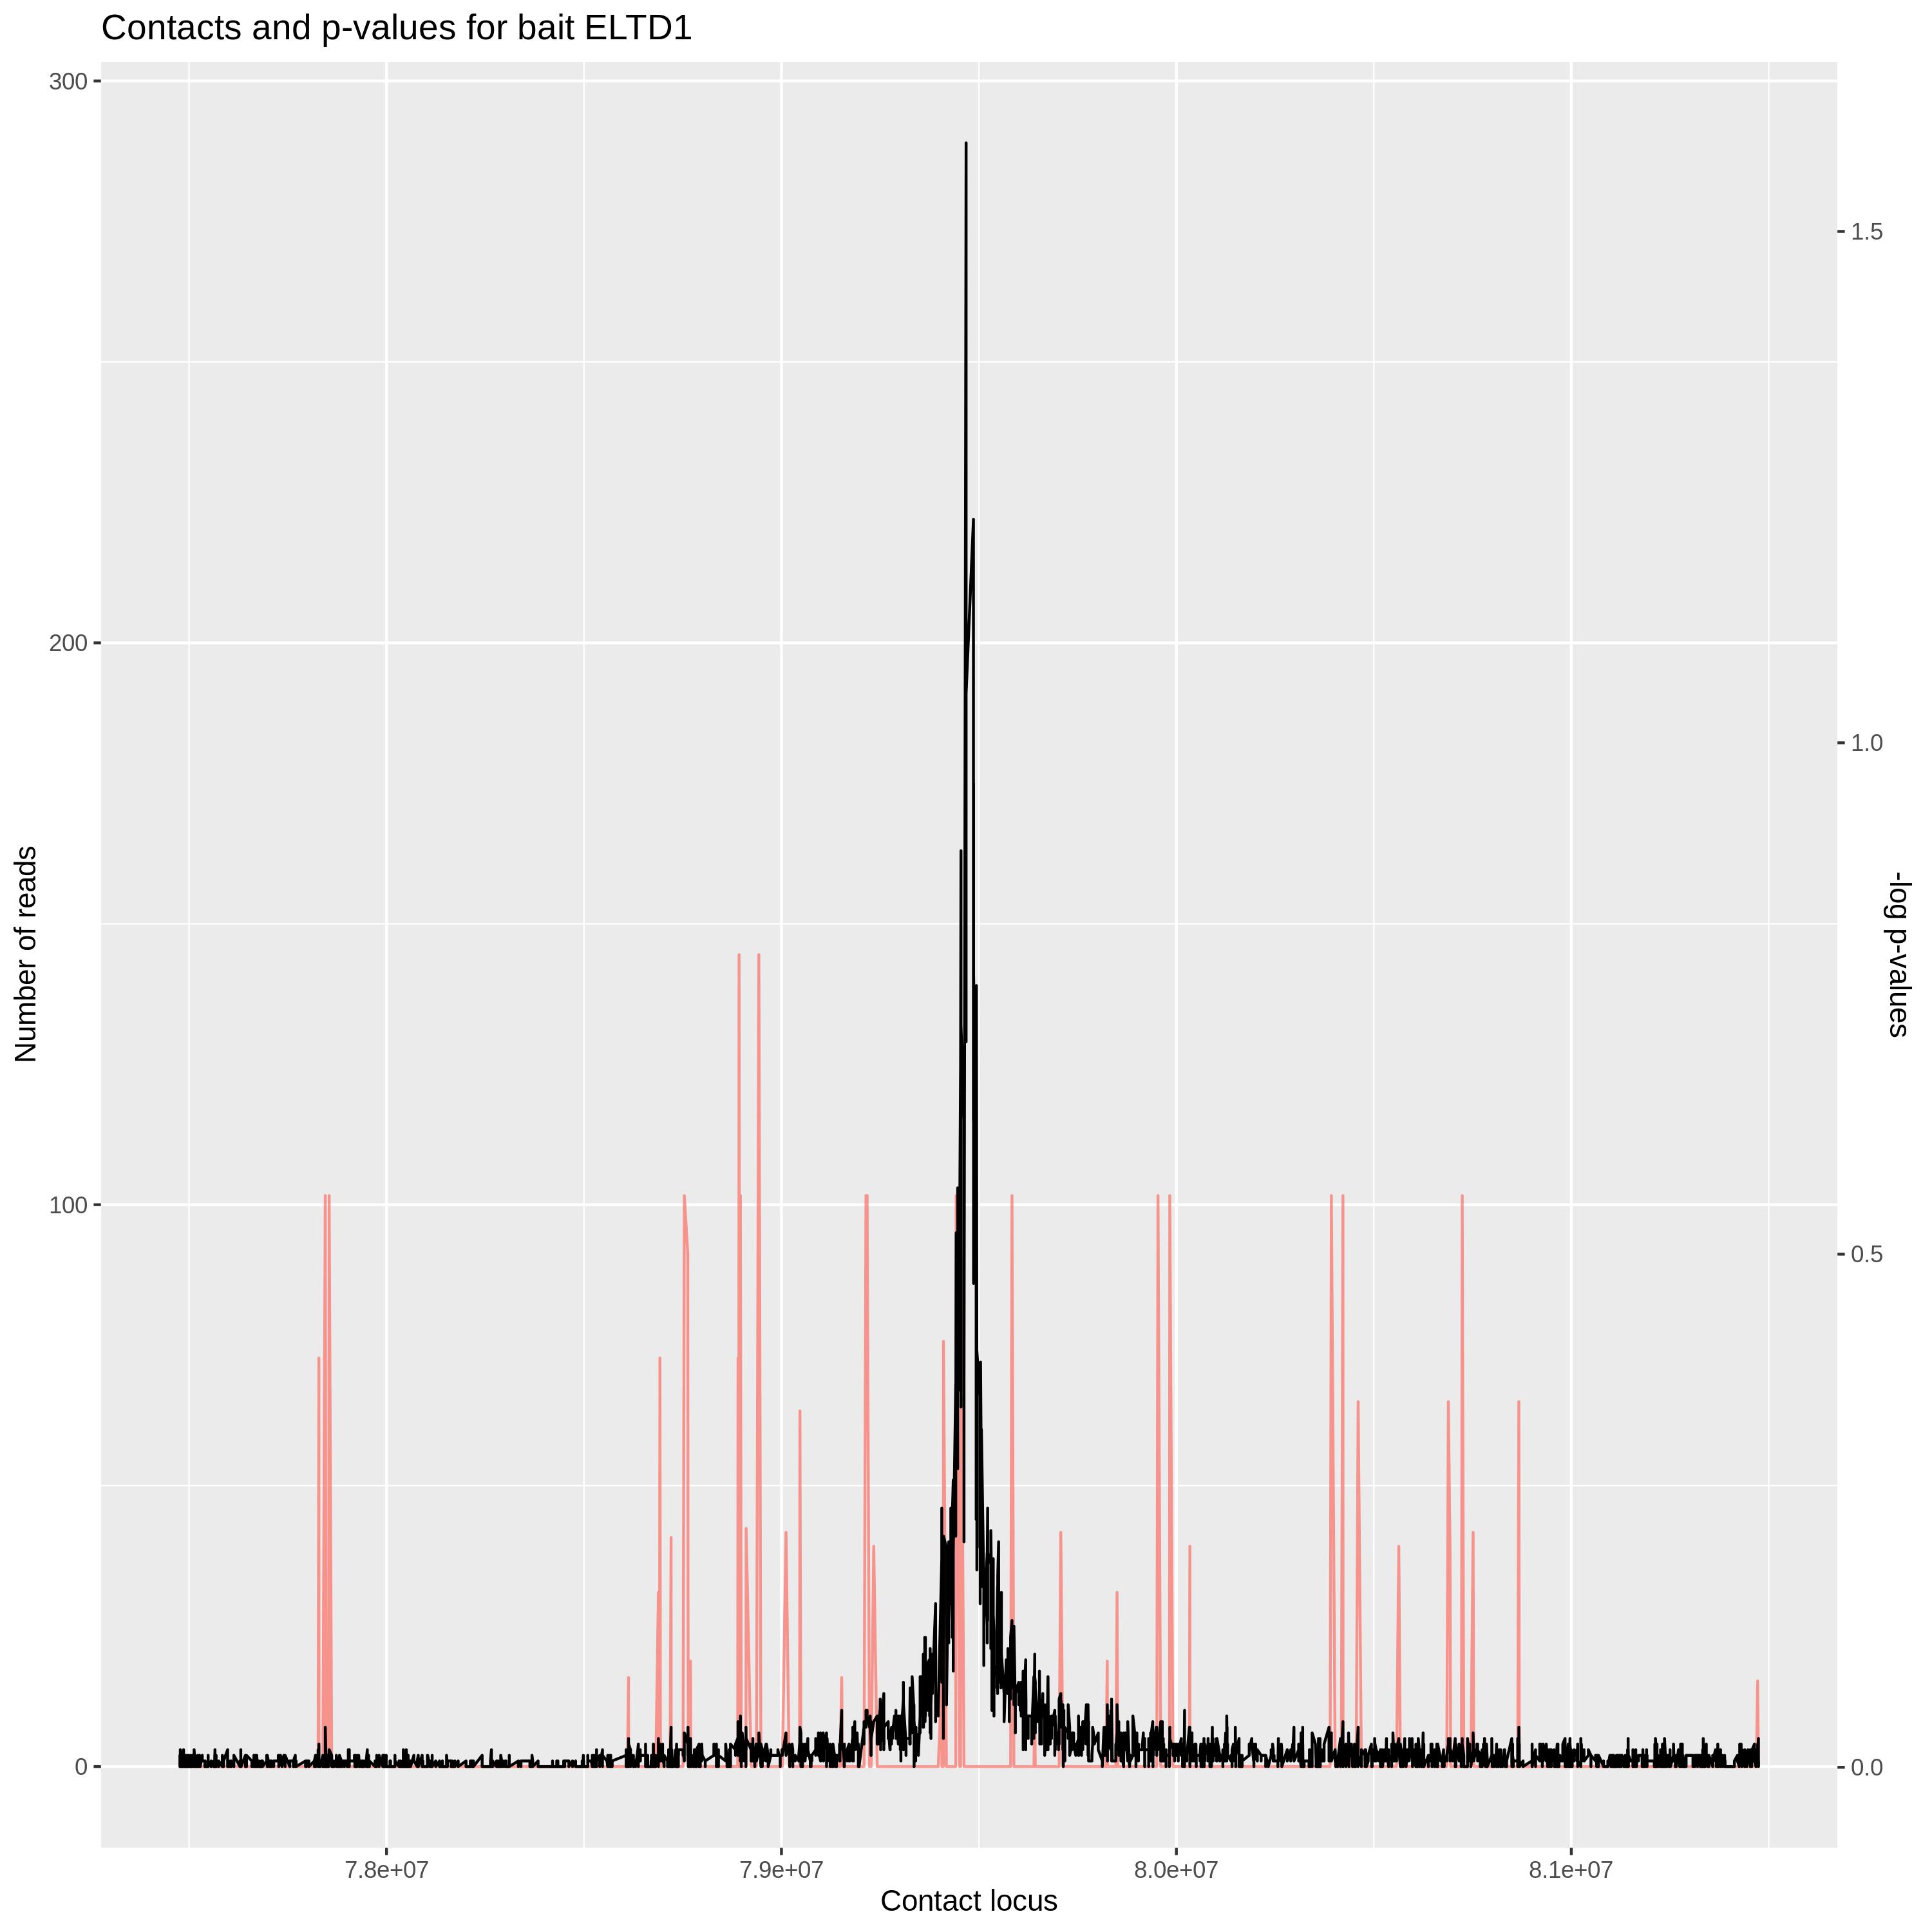 Contacts and p-values for bait ELTD1
300
200
100
0
Number of reads
1.5
1.0
0.5
0.0
-log p-values
7.8e+07 7.9e+07 8.0e+07 8.1e+07
Contact locus